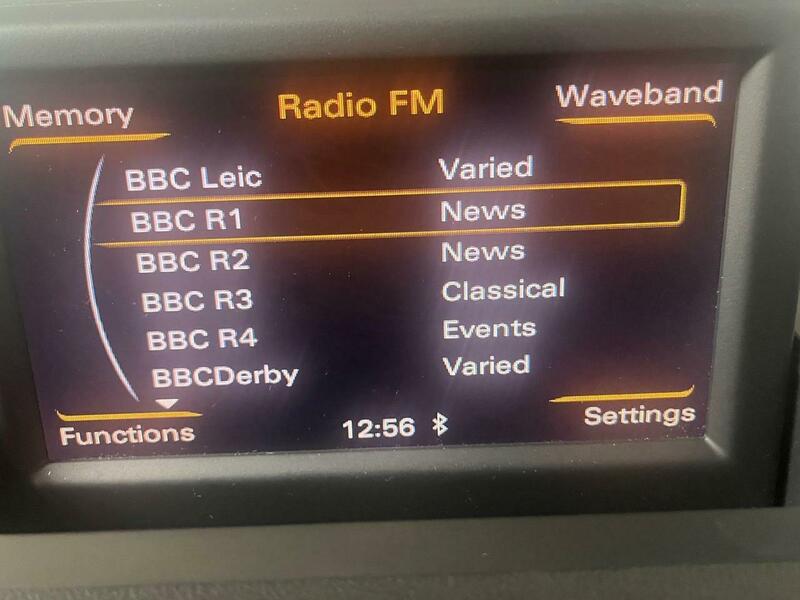 Memory Radio FM Waveband
BBC Leic Varied
BBC R1 News
BBC R2 News
BBC R3 Classical
BBC R4 Events
BBCDerby Varied
Functions 12:56 Settings